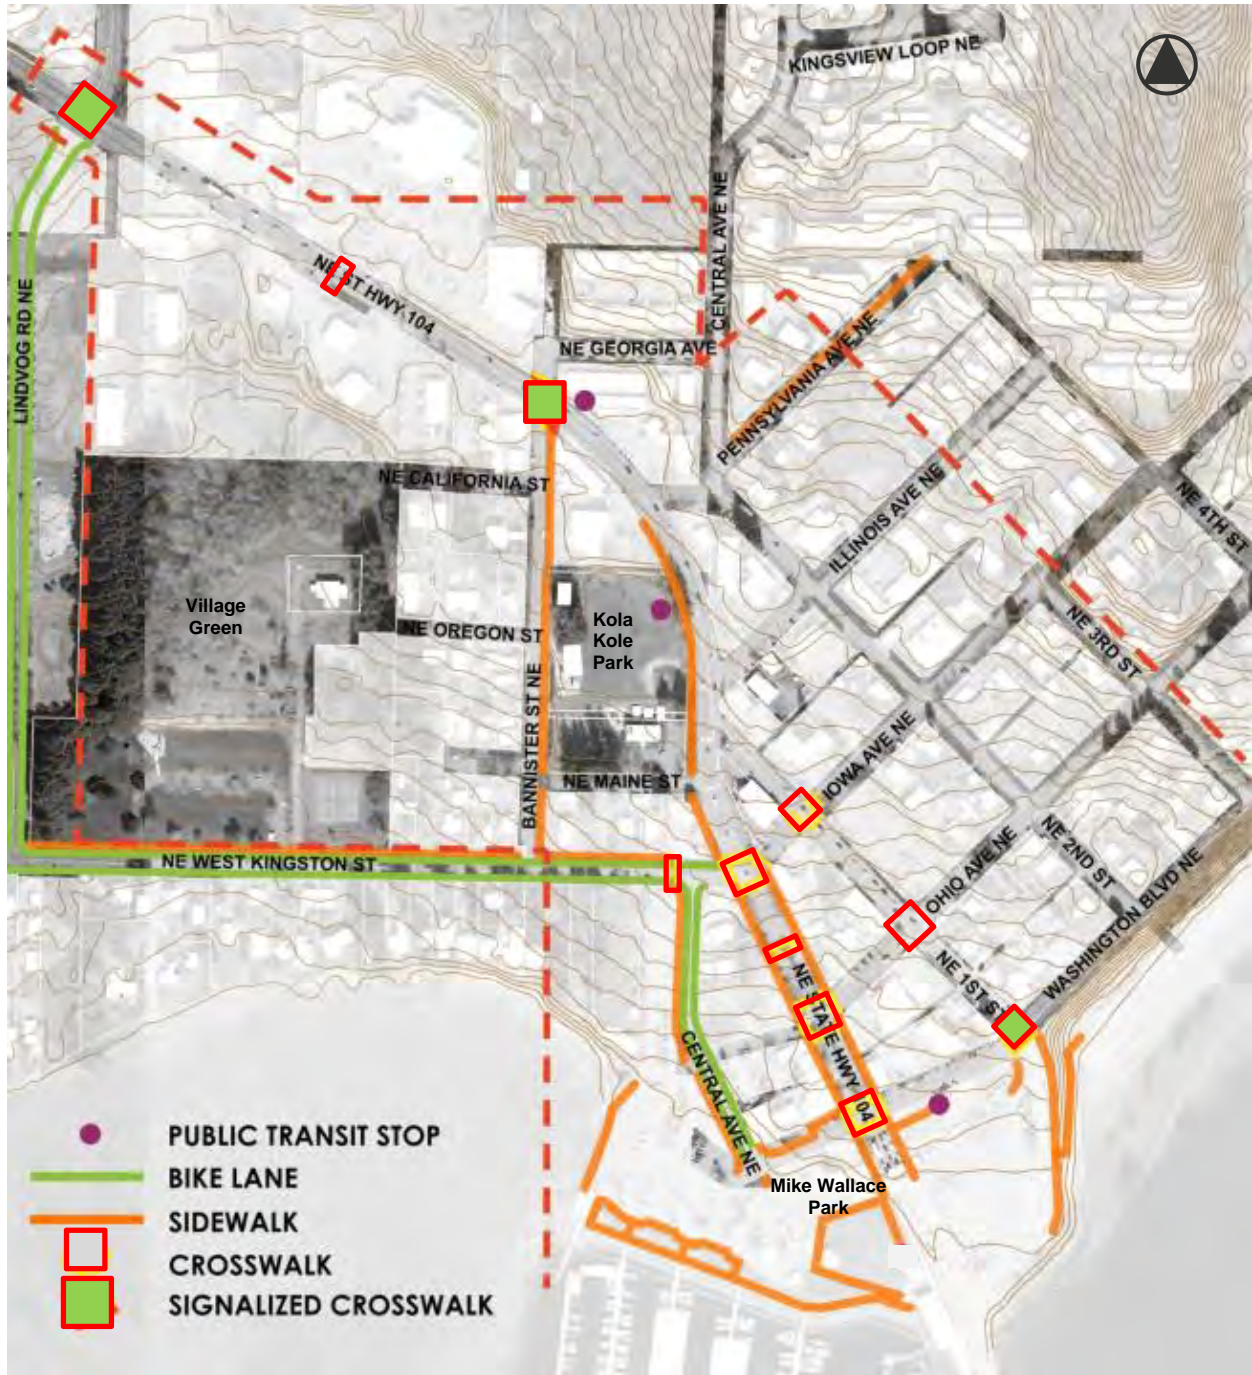 KINGSVIEW LOOP NE
CENTRAL AVE NE
LINDVOG RD NE
NE ST HWY 104
NE GEORGIA AVE
PENNSYLVANIA AVE NE
NE CALIFORNIA ST
ILLINOIS AVE NE
NE 4TH ST
Village
Green
NE OREGON ST
Kola
Kole
Park
NE 3RD ST
BANNISTER ST NE
NE MAINE ST
IOWA AVE NE
OHIO AVE NE
NE 2ND ST
WASHINGTON BLVD NE
NE WEST KINGSTON ST
NE 1ST ST
NE STATE HWY 104
CENTRAL AVE NE
Mike Wallace
Park
PUBLIC TRANSIT STOP
BIKE LANE
SIDEWALK
CROSSWALK
SIGNALIZED CROSSWALK